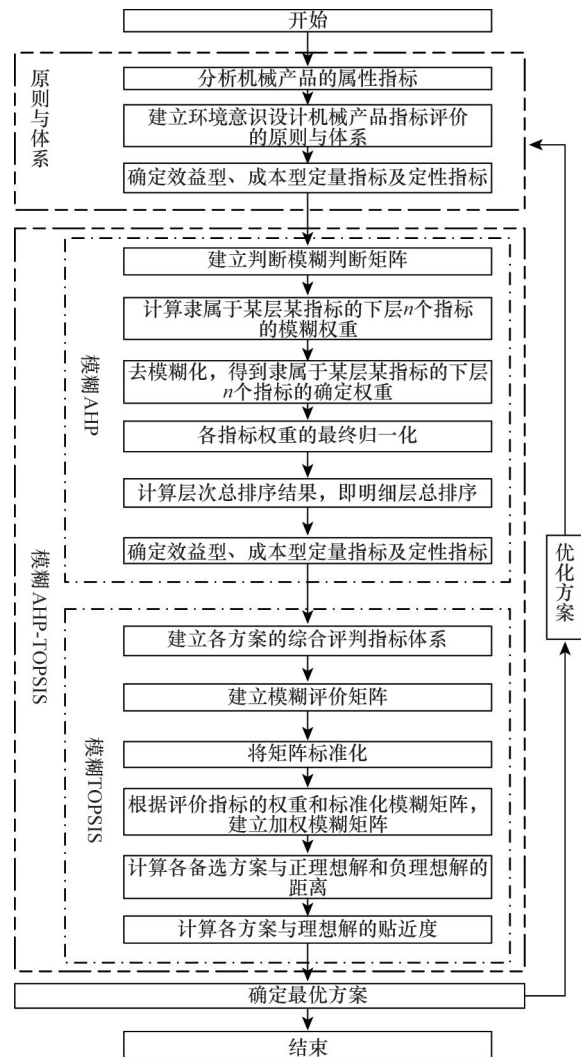 开始
原则与体系
分析机械产品的属性指标
建立环境意识设计机械产品指标评价
的原则与体系
确定效益型、成本型定量指标及定性指标
模糊AHP-TOPSIS
模糊AHP
建立判断模糊判断矩阵
计算隶属于某层某指标的下层n个指标
的模糊权重
去模糊化，得到隶属于某层某指标的下层
n个指标的确定权重
各指标权重的最终归一化
计算层次总排序结果，即明细层总排序
确定效益型、成本型定量指标及定性指标
模糊TOPSIS
建立各方案的综合评判指标体系
建立模糊评价矩阵
将矩阵标准化
根据评价指标的权重和标准化模糊矩阵，
建立加权模糊矩阵
计算各备选方案与正理想解和负理想解的
距离
计算各方案与理想解的贴近度
优化方案
确定最优方案
结束